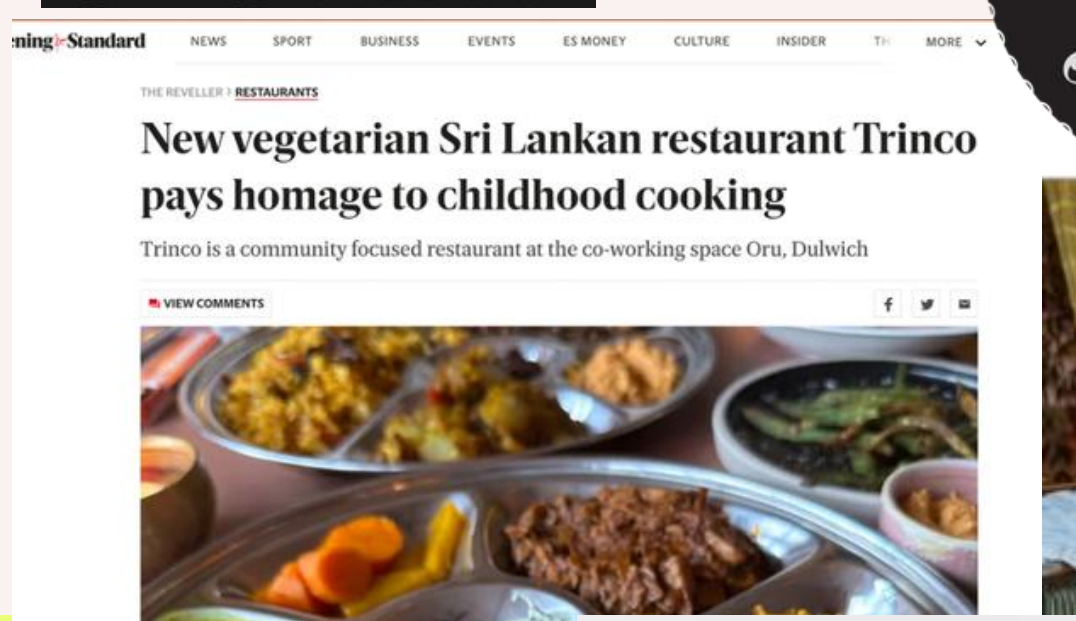 ning Standard NEWS SPORT BUSINESS EVENTS ES MONEY CULTURE INSIDER TH MORE
THE REVELLER RESTAURANTS
New vegetarian Sri Lankan restaurant Trinco
pays homage to childhood cooking
Trinco is a community focused restaurant at the co-working space Oru, Dulwich
VIEW COMMENTS